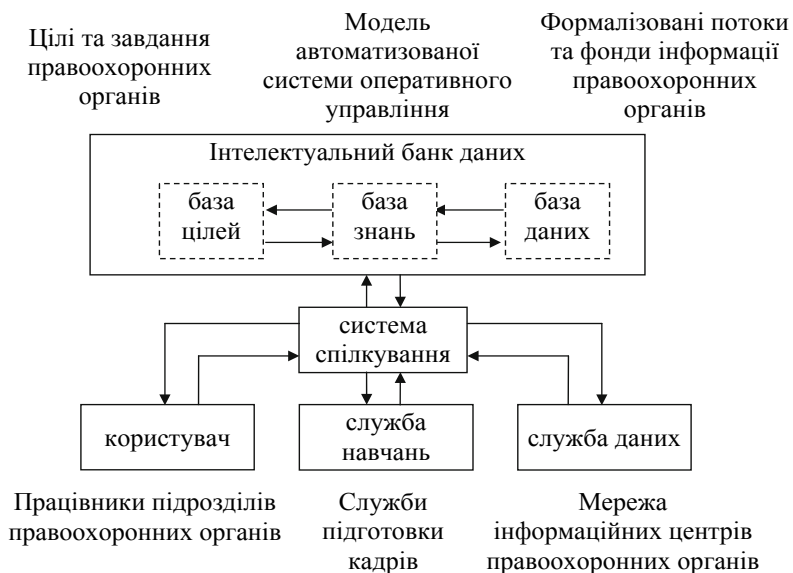 Цілі та завдання
правоохоронних
органів
Модель
автоматизованої
системи оперативного
управління
Формалізовані потоки
та фонди інформації
правоохоронних
органів
Інтелектуальний банк даних
база
цілей
база
знань
база
даних
система
спілкування
користувач
служба
навчань
служба даних
Працівники підрозділів
правоохоронних органів
Служби
підготовки
кадрів
Мережа
інформаційних центрів
правоохоронних органів